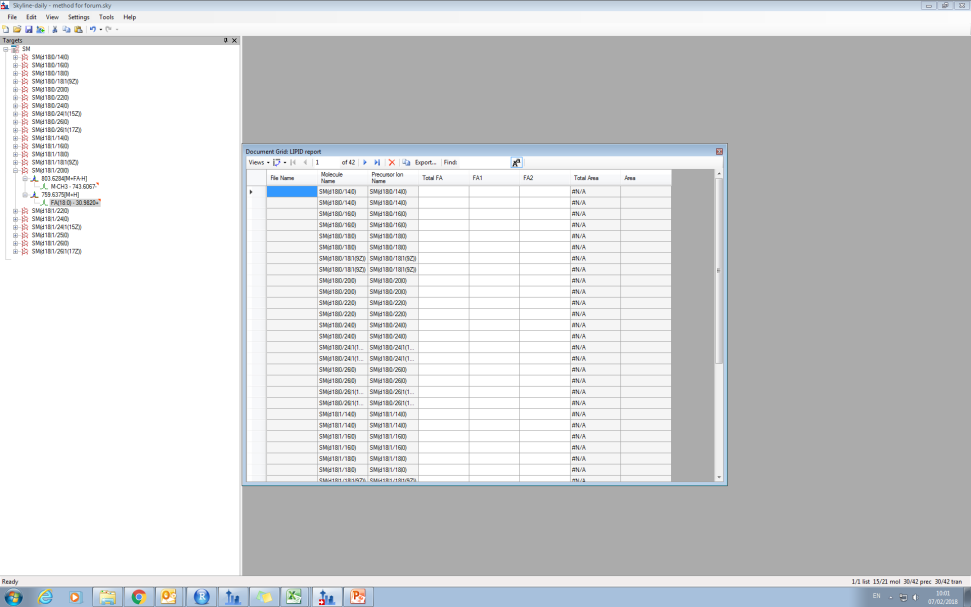 Skyline-daily - method for forum.sky
File Edit View Settings Tools Help
Targets
SM
SM(d18:0/14:0)
SM(d18:0/16:0)
SM(d18:0/18:0)
SM(d18:0/18:1(9Z))
SM(d18:0/20:0)
SM(d18:0/22:0)
SM(d18:0/24:0)
SM(d18:0/24:1(15Z))
SM(d18:0/26:0)
SM(d18:0/26:1(17Z))
SM(d18:1/14:0)
SM(d18:1/16:0)
SM(d18:1/18:0)
SM(d18:1/18:1(9Z))
SM(d18:1/20:0)
803.6284[M+FA-H]
M-CH3 - 743.6067-
759.6375[M+H]
FA(18:0) - 30.9820+
SM(d18:1/22:0)
SM(d18:1/24:0)
SM(d18:1/24:1(15Z))
SM(d18:1/25:0)
SM(d18:1/26:0)
SM(d18:1/26:1(17Z))
Document Grid: LIPID report
Views 1 of 42 Export... Find:
File Name Molecule Name Precursor Ion Name Total FA FA1 FA2 Total Area Area
SM(d18:0/14:0) SM(d18:0/14:0) #N/A
SM(d18:0/14:0) SM(d18:0/14:0) #N/A
SM(d18:0/16:0) SM(d18:0/16:0) #N/A
SM(d18:0/16:0) SM(d18:0/16:0) #N/A
SM(d18:0/18:0) SM(d18:0/18:0) #N/A
SM(d18:0/18:0) SM(d18:0/18:0) #N/A
SM(d18:0/18:1(9Z)) SM(d18:0/18:1(9Z)) #N/A
SM(d18:0/18:1(9Z)) SM(d18:0/18:1(9Z)) #N/A
SM(d18:0/20:0) SM(d18:0/20:0) #N/A
SM(d18:0/20:0) SM(d18:0/20:0) #N/A
SM(d18:0/22:0) SM(d18:0/22:0) #N/A
SM(d18:0/22:0) SM(d18:0/22:0) #N/A
SM(d18:0/24:0) SM(d18:0/24:0) #N/A
SM(d18:0/24:0) SM(d18:0/24:0) #N/A
SM(d18:0/24:1(1... SM(d18:0/24:1(1... #N/A
SM(d18:0/24:1(1... SM(d18:0/24:1(1... #N/A
SM(d18:0/26:0) SM(d18:0/26:0) #N/A
SM(d18:0/26:0) SM(d18:0/26:0) #N/A
SM(d18:0/26:1(1... SM(d18:0/26:1(1... #N/A
SM(d18:0/26:1(1... SM(d18:0/26:1(1... #N/A
SM(d18:1/14:0) SM(d18:1/14:0) #N/A
SM(d18:1/14:0) SM(d18:1/14:0) #N/A
SM(d18:1/16:0) SM(d18:1/16:0) #N/A
SM(d18:1/16:0) SM(d18:1/16:0) #N/A
SM(d18:1/18:0) SM(d18:1/18:0) #N/A
SM(d18:1/18:0) SM(d18:1/18:0) #N/A
SM(d18:1/18:1(9Z)) SM(d18:1/18:1(9Z)) #N/A
Ready 1/1 list 15/21 mol 30/42 prec 30/42 tran
EN 10:01
07/02/2018